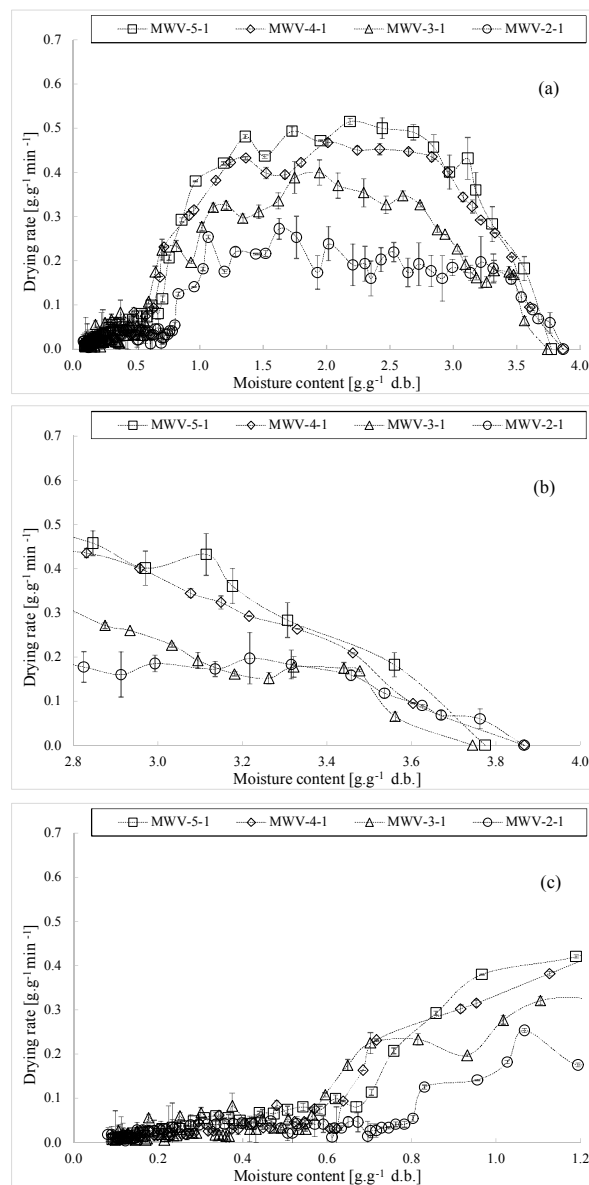 MWV-5-1 MWV-4-1 MWV-3-1 MWV-2-1
(a)
Drying rate [g.g-1 min -1]
0.7
0.6
0.5
0.4
0.3
0.2
0.1
0.0
0.0 0.5 1.0 1.5 2.0 2.5 3.0 3.5 4.0
Moisture content [g.g-1 d.b.]
MWV-5-1 MWV-4-1 MWV-3-1 MWV-2-1
(b)
Drying rate [g.g-1 min -1]
0.7
0.6
0.5
0.4
0.3
0.2
0.1
0.0
2.8 3.0 3.2 3.4 3.6 3.8 4.0
Moisture content [g.g-1 d.b.]
MWV-5-1 MWV-4-1 MWV-3-1 MWV-2-1
(c)
Drying rate [g.g-1 min -1]
0.7
0.6
0.5
0.4
0.3
0.2
0.1
0.0
0.0 0.2 0.4 0.6 0.8 1.0 1.2
Moisture content [g.g-1 d.b.]